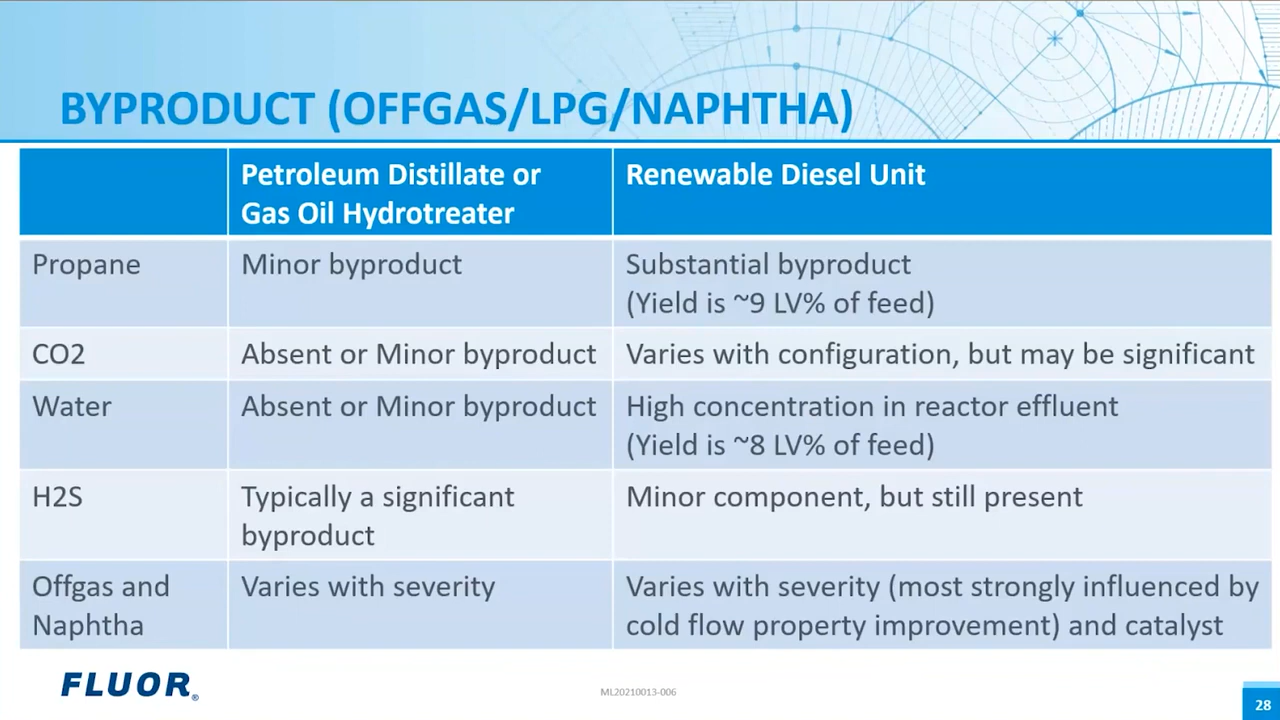 BYPRODUCT (OFFGAS/LPG/NAPHTHA)
Petroleum Distillate or
Gas Oil Hydrotreater
Renewable Diesel Unit
Propane
Minor byproduct
Substantial byproduct
(Yield is ~9 LV% of feed)
CO2
Absent or Minor byproduct
Varies with configuration, but may be significant
Water
Absent or Minor byproduct
High concentration in reactor effluent
(Yield is ~8 LV% of feed)
H2S
Typically a significant
byproduct
Minor component, but still present
Offgas and
Naphtha
Varies with severity
Varies with severity (most strongly influenced by
cold flow property improvement) and catalyst
FLUOR®
ML20210013-006
28